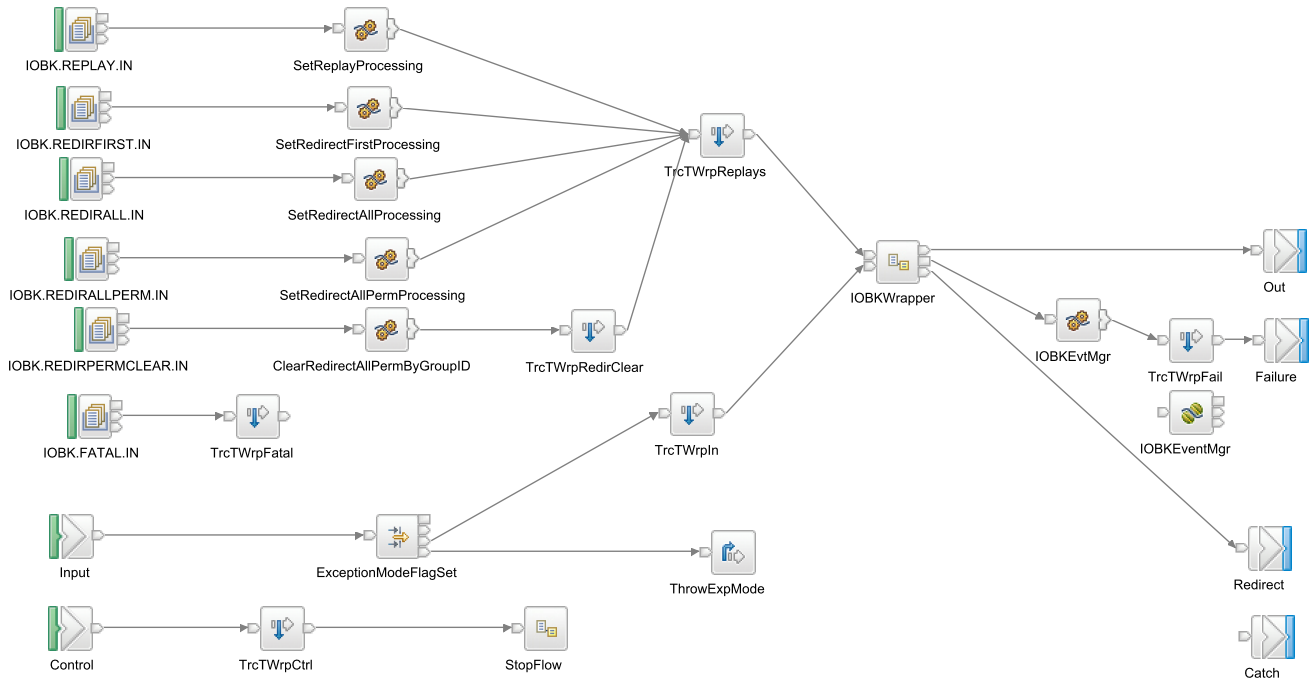 IOBK.REPLAY.IN
SetReplayProcessing
IOBK.REDIRFIRST.IN
SetRedirectFirstProcessing
TrcTWrpReplays
IOBK.REDIRALL.IN
SetRedirectAllProcessing
IOBK.REDIRALLPERM.IN
SetRedirectAllPermProcessing
IOBKWrapper
Out
IOBK.REDIRPERMCLEAR.IN
ClearRedirectAllPermByGroupID
TrcTWrpRedirClear
IOBKEvtMgr
TrcTWrpFail
Failure
IOBK.FATAL.IN
TrcTWrpFatal
TrcTWrpIn
IOBKEventMgr
Input
ExceptionModeFlagSet
ThrowExpMode
Redirect
Control
TrcTWrpCtrl
StopFlow
Catch